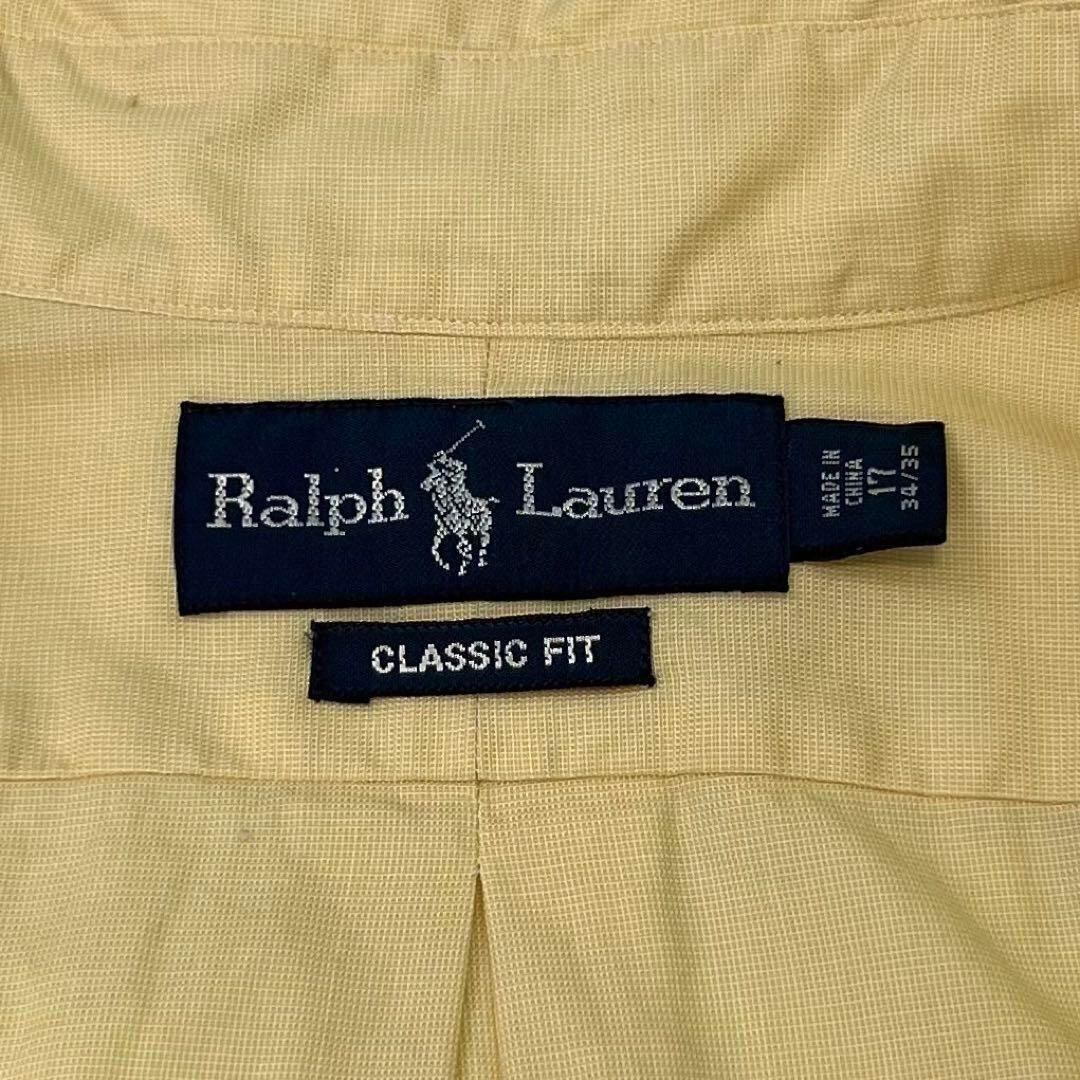 Ralph Lauren
MADE IN
CHINA
17
34/35
CLASSIC FIT